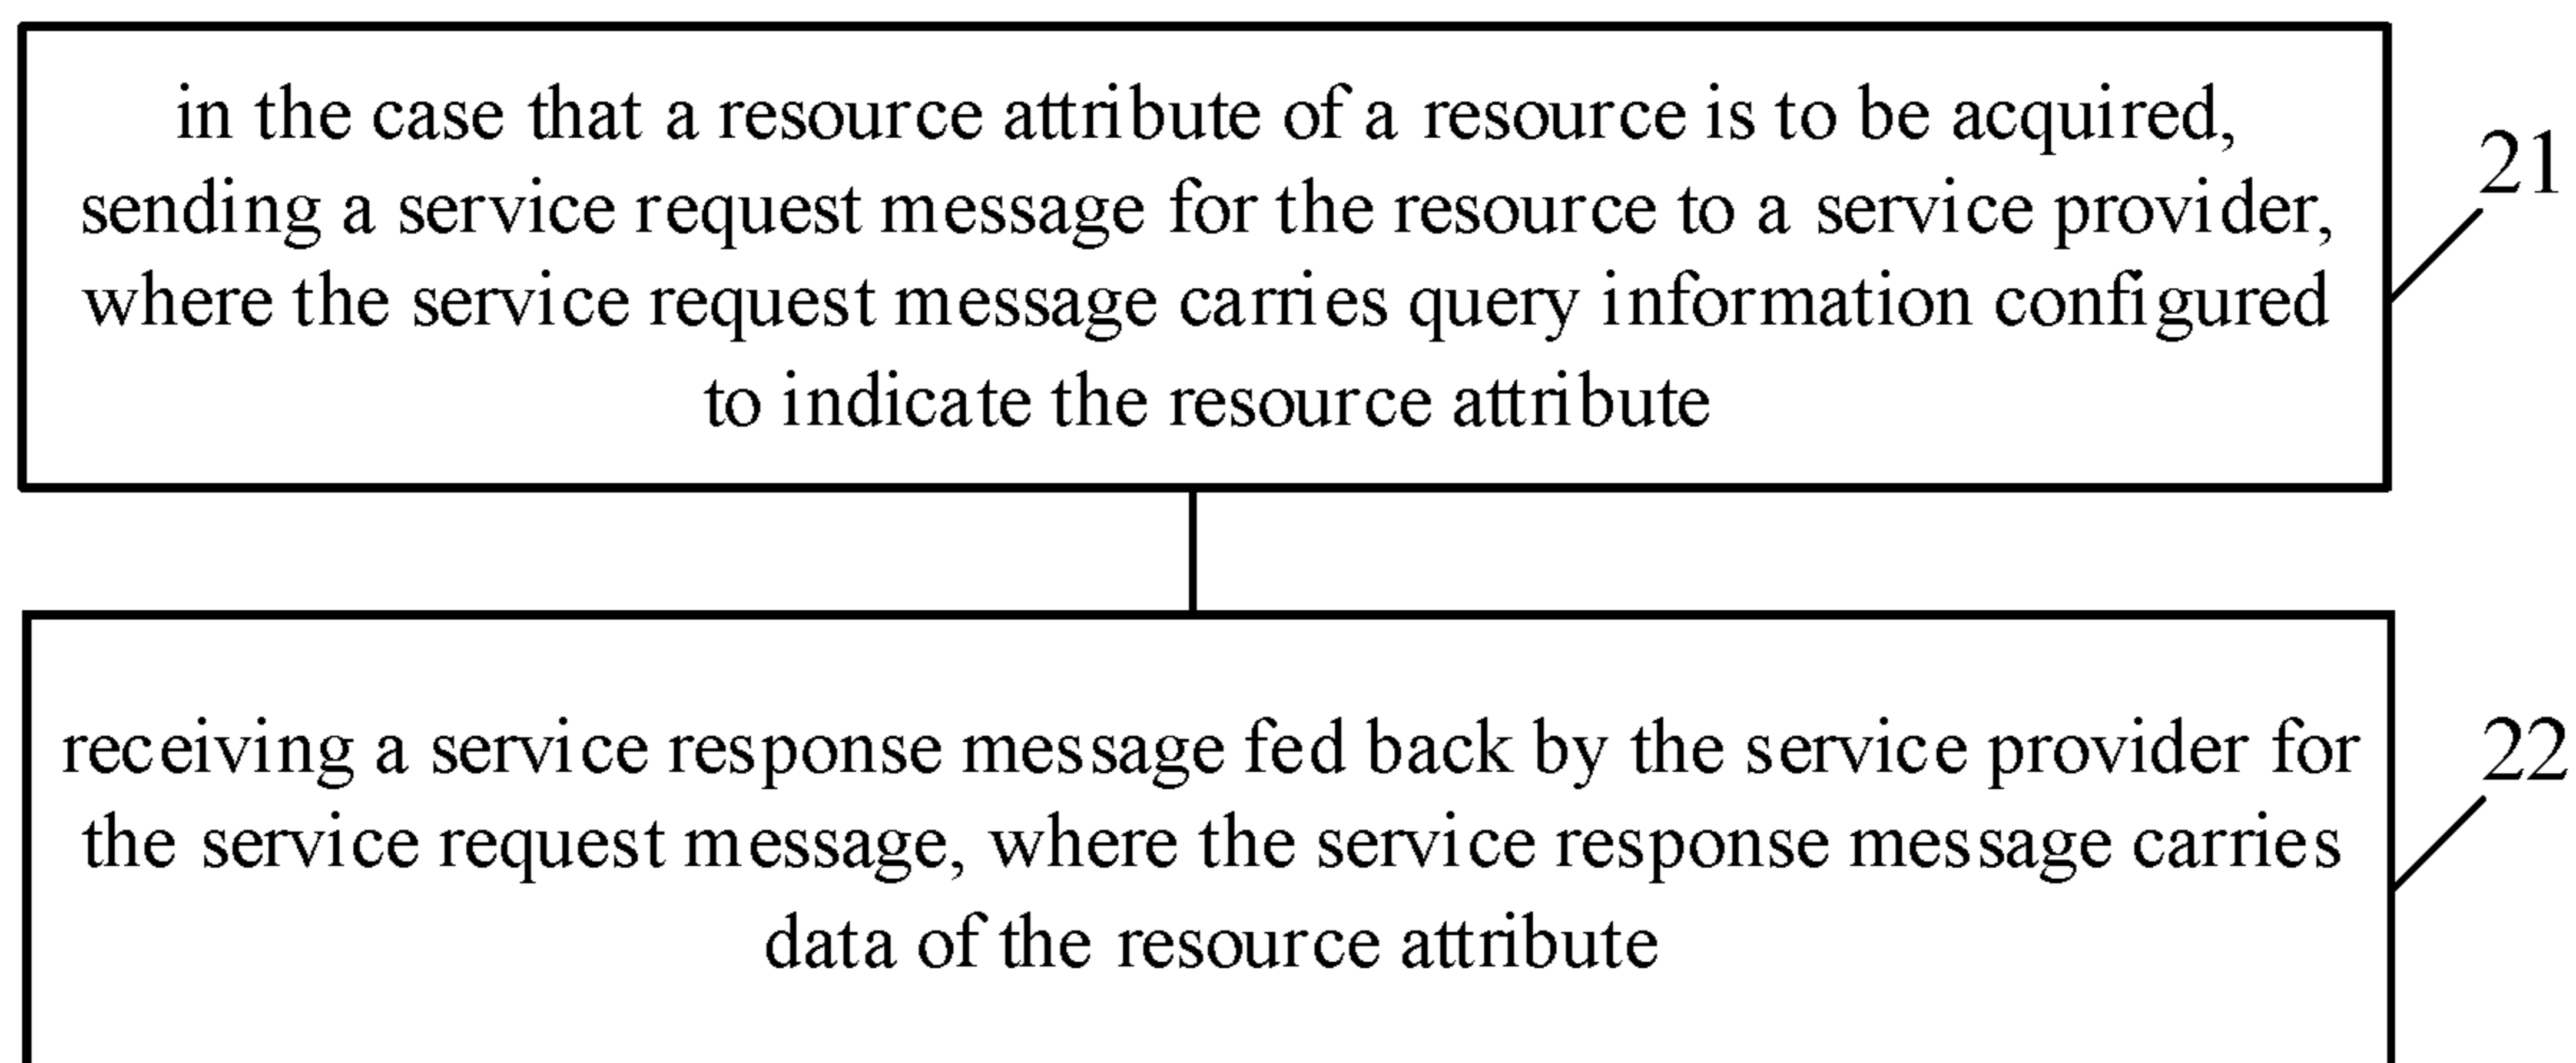 in the case that a resource attribute of a resource is to be acquired,
sending a service request message for the resource to a service provider,
where the service request message carries query information configured
to indicate the resource attribute
21
receiving a service response message fed back by the service provider for
the service request message, where the service response message carries
data of the resource attribute
22